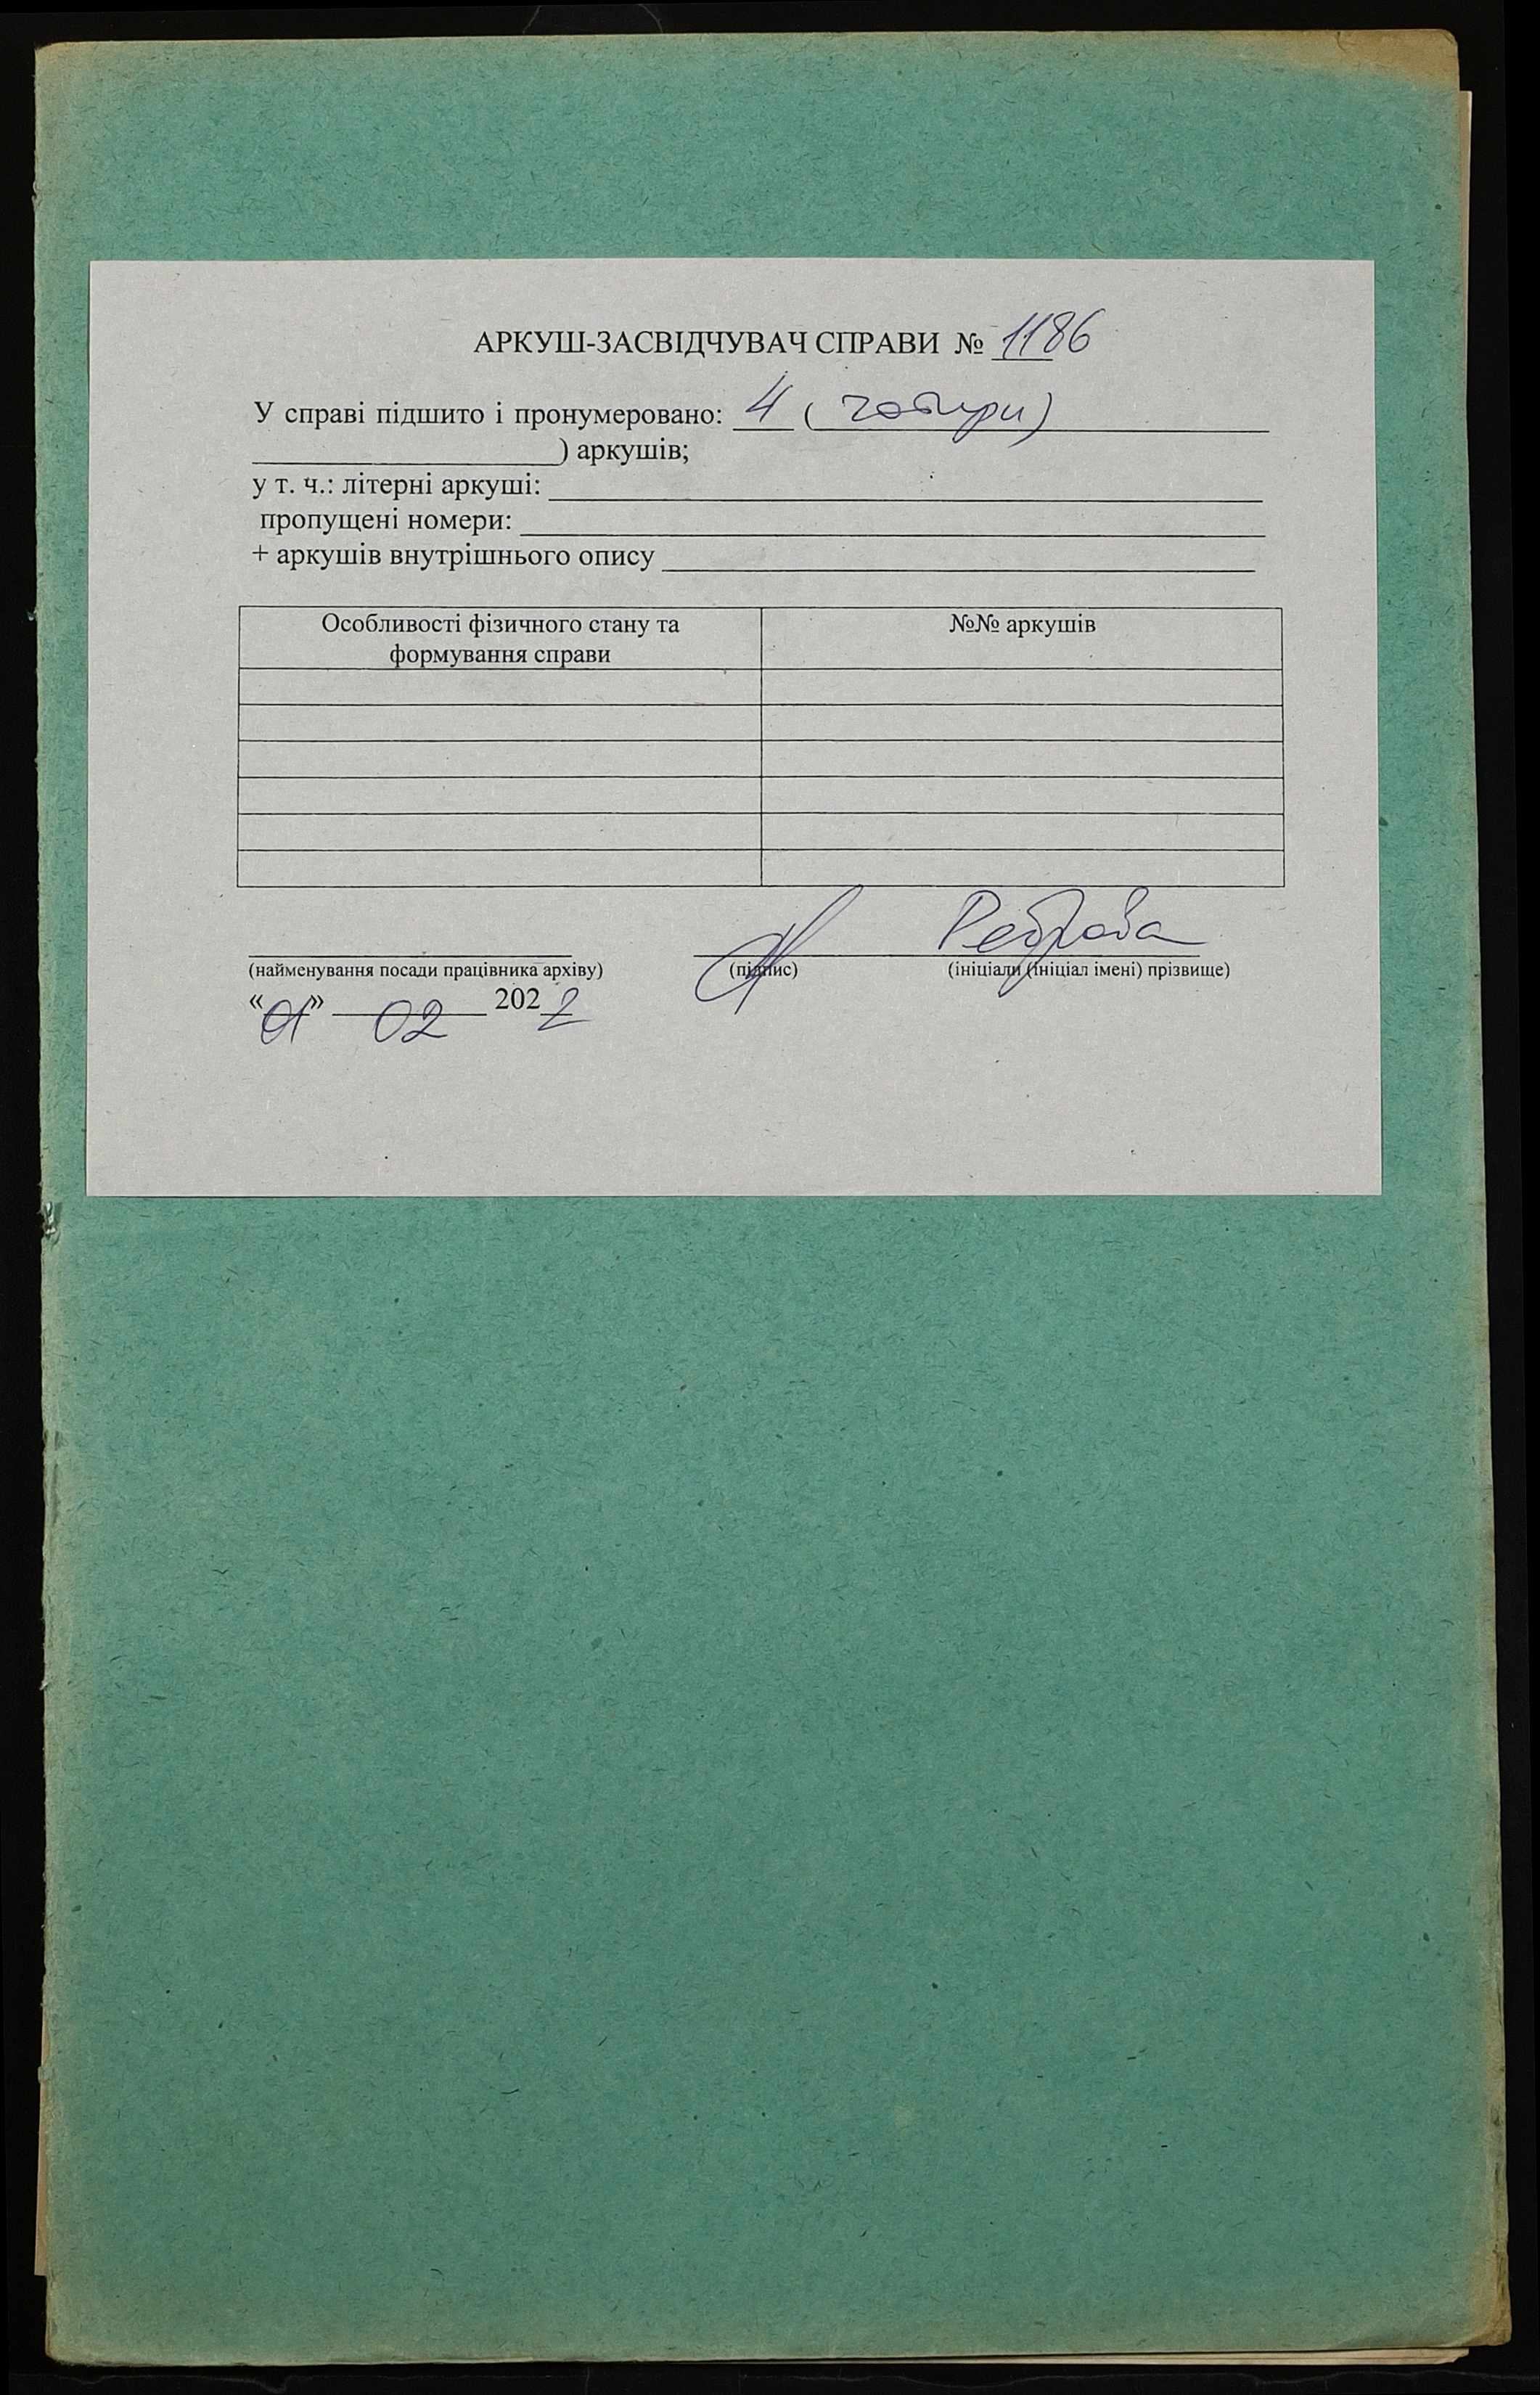 АРКУШ-ЗАСВІДЧУВАЧ СПРАВИ № 1186
У справі підшито і пронумеровано: 4 (чотири)
) аркушів;
у т. ч.: літерні аркуші:
пропущені номери:
+ аркушів внутрішнього опису
Особливості фізичного стану та
формування справи
№№ аркушів
Реброва
(найменування посади працівника архіву) (підпис) (ініціали (ініціал імені) прізвище)
«01» 02 2022